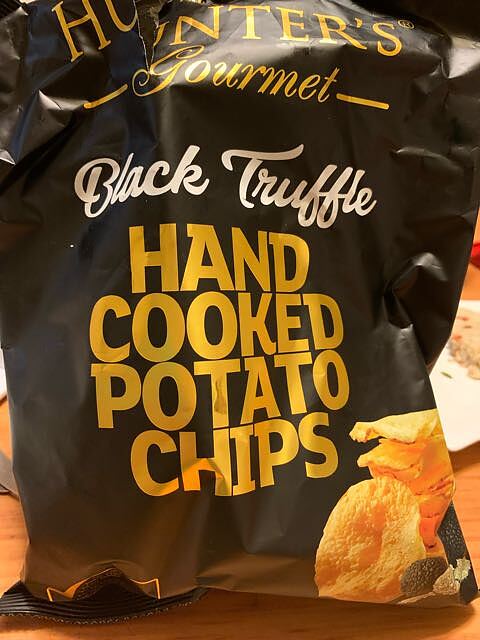 HUNTER'S®
Gourmet
Black Truffle
HAND
COOKED
POTATO
CHIPS